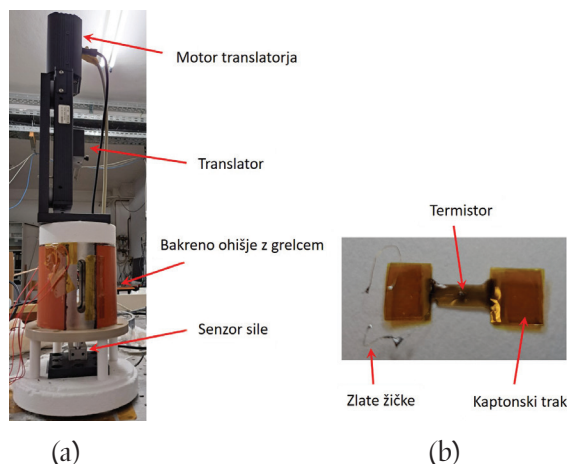 Motor translatorja
Translator
Bakreno ohišje z grelcem
Senzor sile
(a)
Termistor
Zlate žičke
Kaptonski trak
(b)